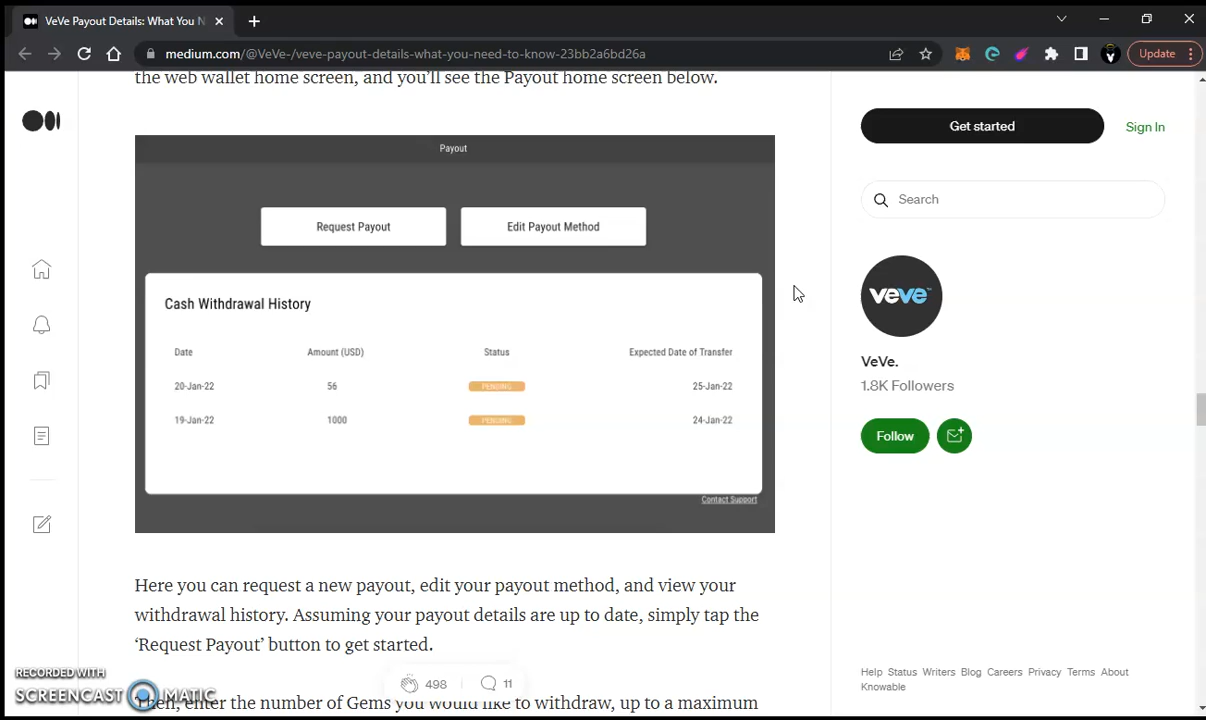 VeVe Payout Details: What You N
medium.com/@VeVe-/veve-payout-details-what-you-need-to-know-23bb2a6bd26a
Update
the web wallet home screen, and you'll see the Payout home screen below.
Get started
Sign In
Search
Payout
Request Payout
Edit Payout Method
Cash Withdrawal History
Date Amount (USD) Status Expected Date of Transfer
20-Jan-22 56 PENDING 25-Jan-22
19-Jan-22 1000 PENDING 24-Jan-22
Contact Support
veve
VeVe.
1.8K Followers
Follow
Here you can request a new payout, edit your payout method, and view your
withdrawal history. Assuming your payout details are up to date, simply tap the
'Request Payout' button to get started.
498 11
Then, enter the number of Gems you would like to withdraw, up to a maximum
Help Status Writers Blog Careers Privacy Terms About
Knowable
RECORDED WITH
SCREENCAST MATIC